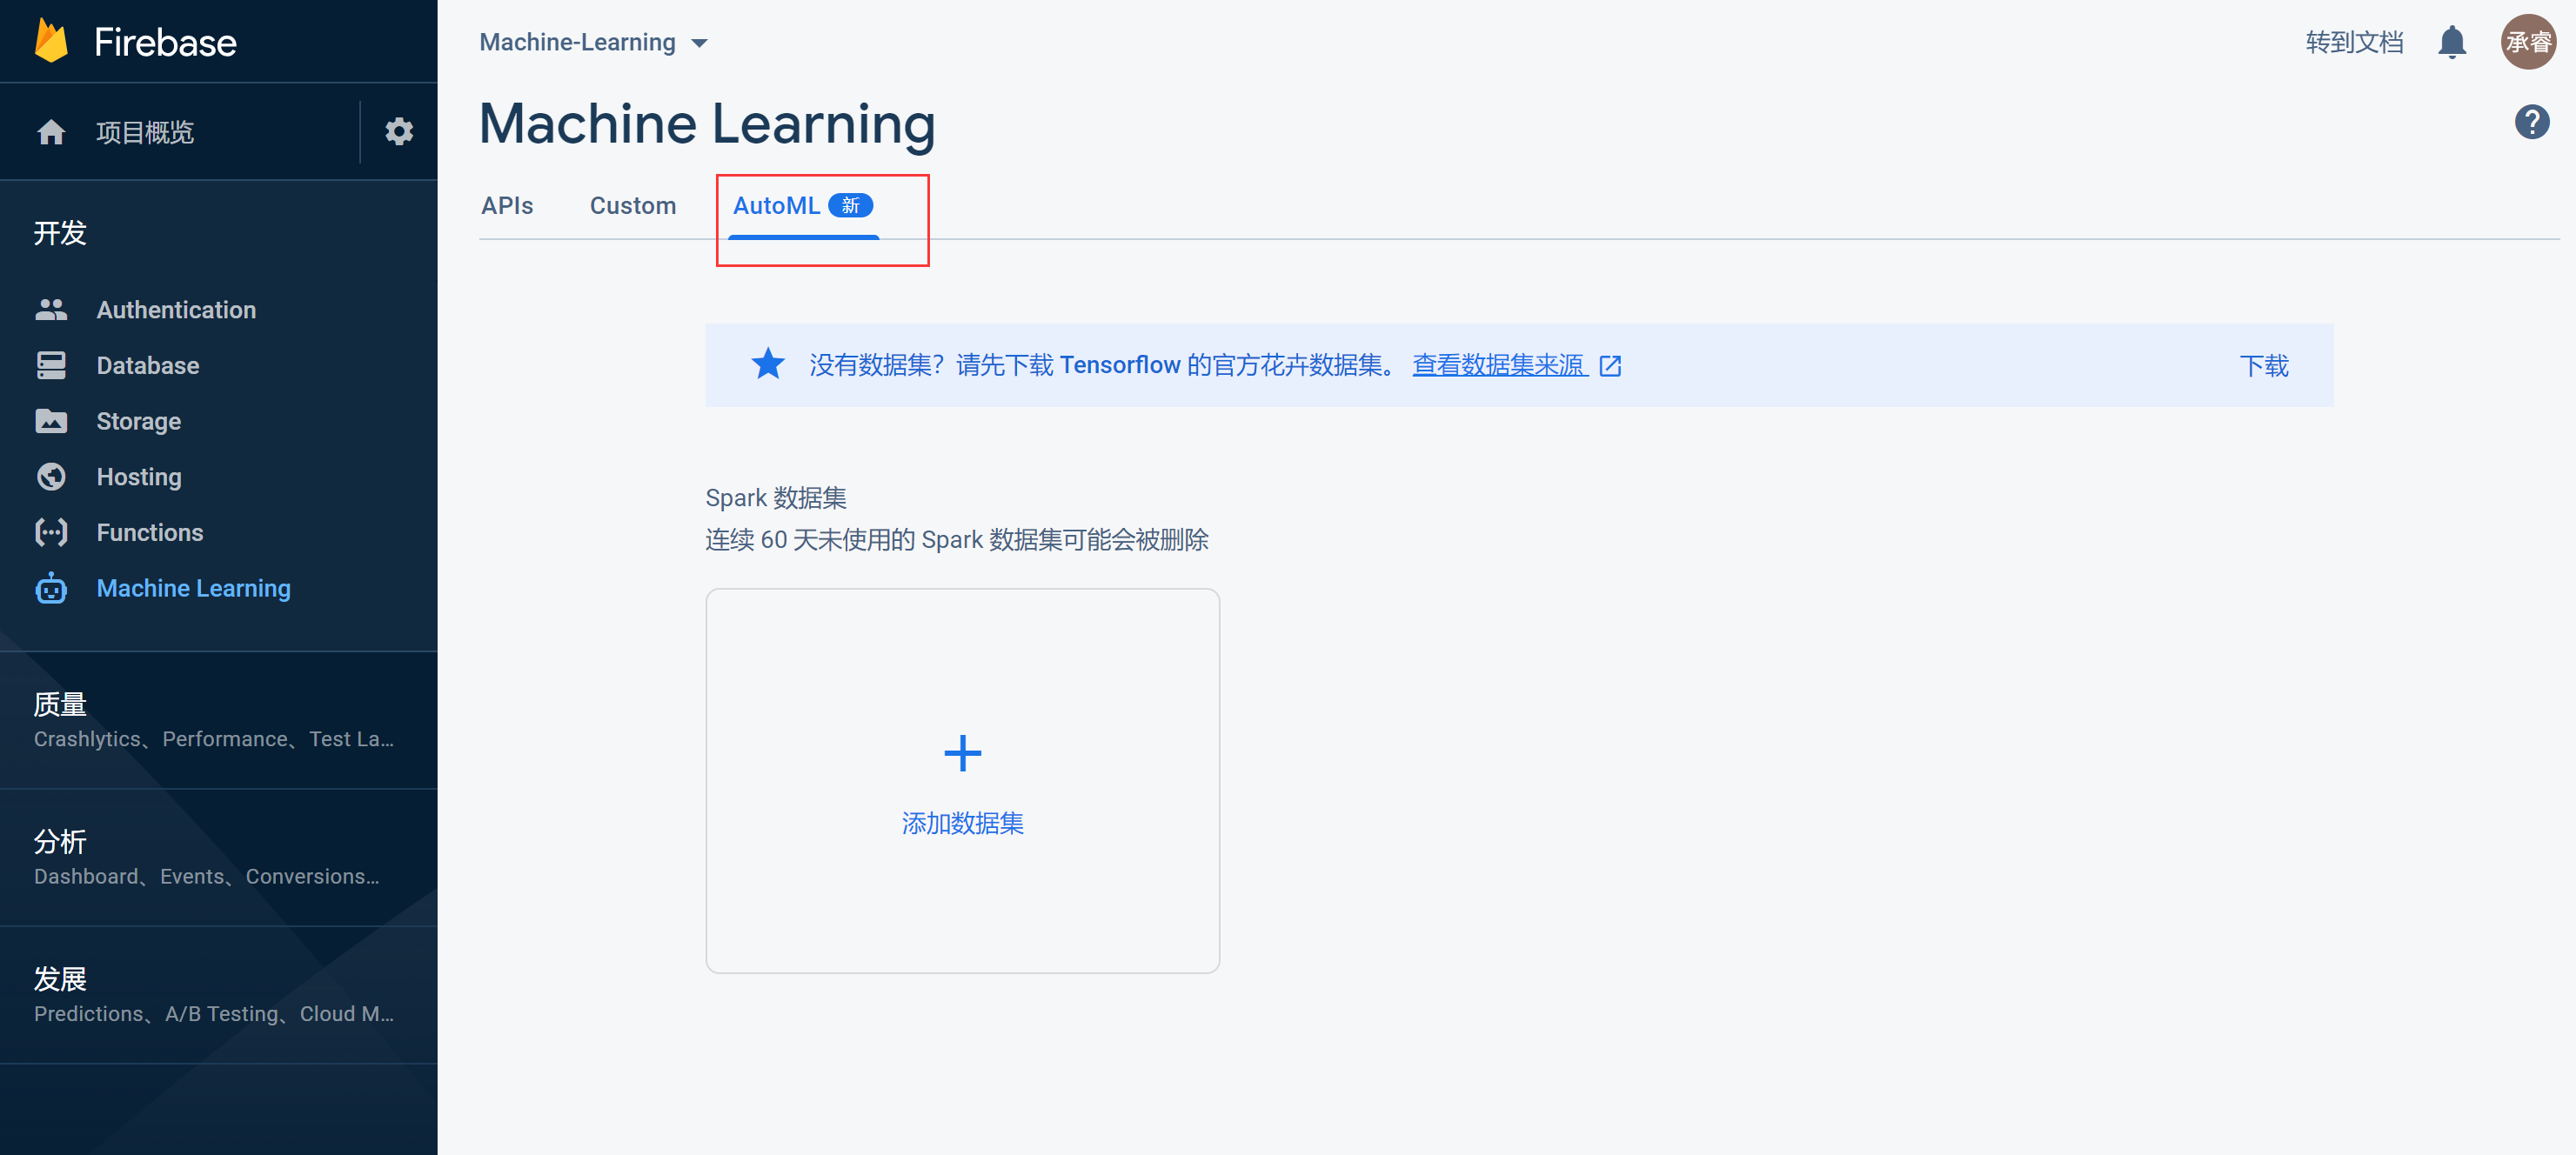 Firebase
项目概览
开发
Authentication
Database
Storage
Hosting
Functions
Machine Learning
质量
Crashlytics、Performance、Test La...
分析
Dashboard、Events、Conversions...
发展
Predictions、A/B Testing、Cloud M...
Machine-Learning
转到文档
承睿
Machine Learning
?
APIs
Custom
AutoML 新
没有数据集？请先下载 Tensorflow 的官方花卉数据集。 查看数据集来源
下载
Spark 数据集
连续 60 天未使用的 Spark 数据集可能会被删除
添加数据集